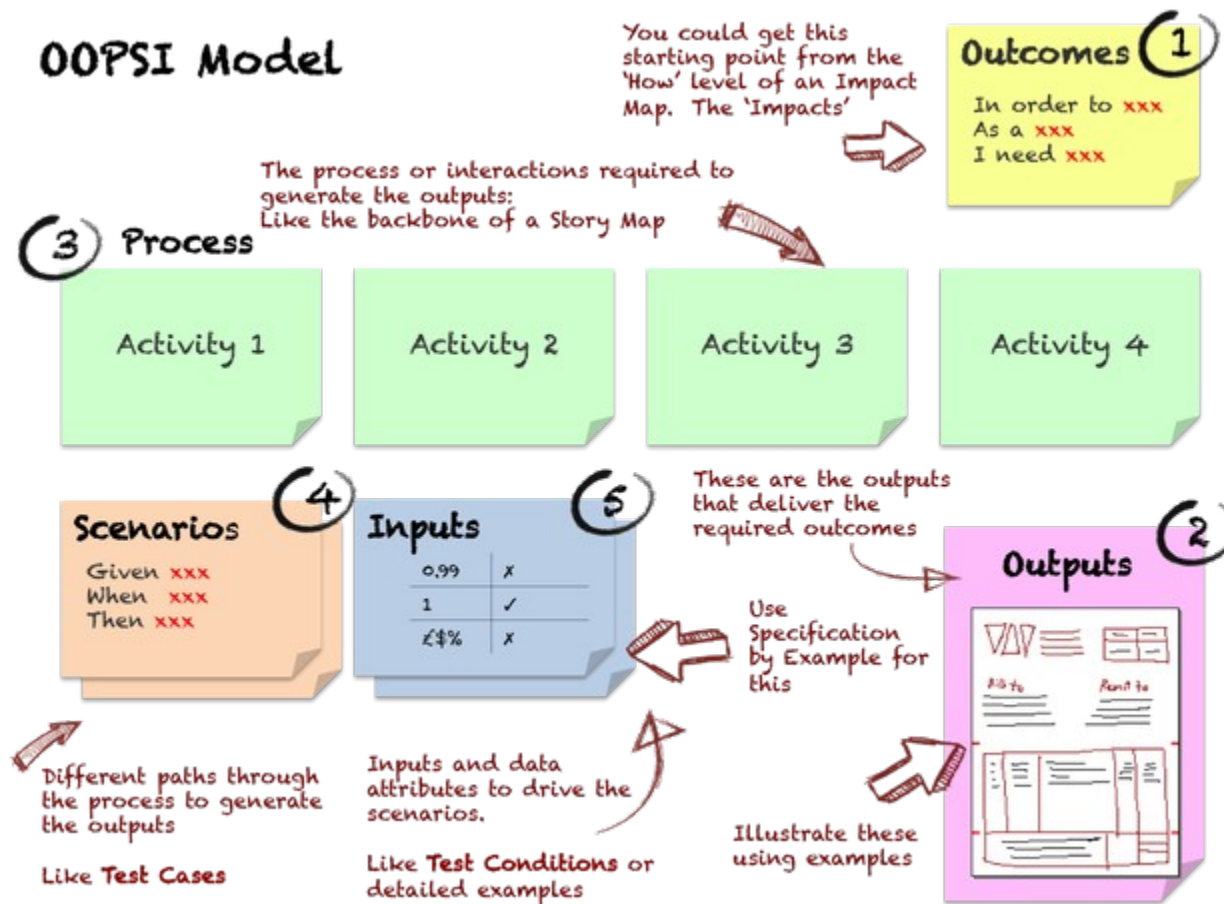 OOPSI Model
You could get this
starting point from the
'How' level of an Impact
Map. The 'Impacts'
Outcomes
1
In order to xxx
As a xxx
I need xxx
The process or interactions required to
generate the outputs:
Like the backbone of a Story Map
3
Process
Activity 1
Activity 2
Activity 3
Activity 4
Scenarios
4
Given xxx
When xxx
Then xxx
Inputs
5
0.99 ✗
1 ✓
£$% ✗
These are the outputs
that deliver the
required outcomes
2
Outputs
Bill to
Remit to
Use
Specification
by Example for
this
Different paths through
the process to generate
the outputs
Like Test Cases
Inputs and data
attributes to drive the
scenarios.
Like Test Conditions or
detailed examples
Illustrate these
using examples